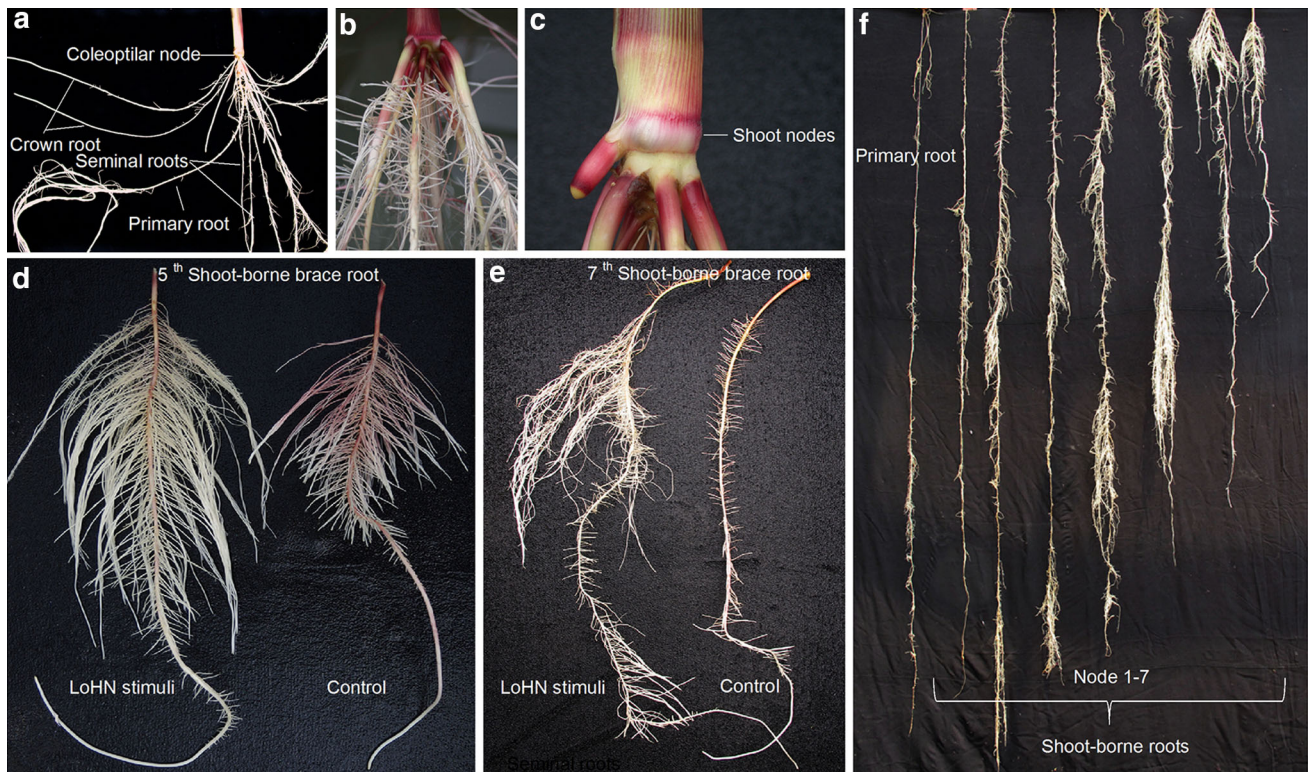 a
Coleoptilar node
Crown root
Seminal roots
Primary root
b
c
Shoot nodes
d
5 th Shoot-borne brace root
LoHN stimuli
Control
e
7 th Shoot-borne brace root
LoHN stimuli
Control
Seminal roots
f
Primary root
Node 1-7
Shoot-borne roots